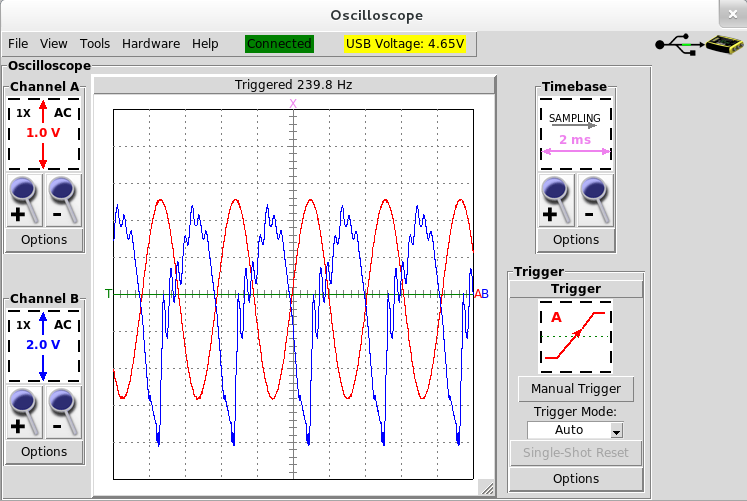 Oscilloscope
File View Tools Hardware Help Connected USB Voltage: 4.65V
Oscilloscope
Channel A
1X AC
1.0 V
+ -
Options
Channel B
1X AC
2.0 V
+ -
Options
Triggered 239.8 Hz
X
T
AB
Timebase
SAMPLING
2 ms
+ -
Options
Trigger
Trigger
A
Manual Trigger
Trigger Mode:
Auto
Single-Shot Reset
Options